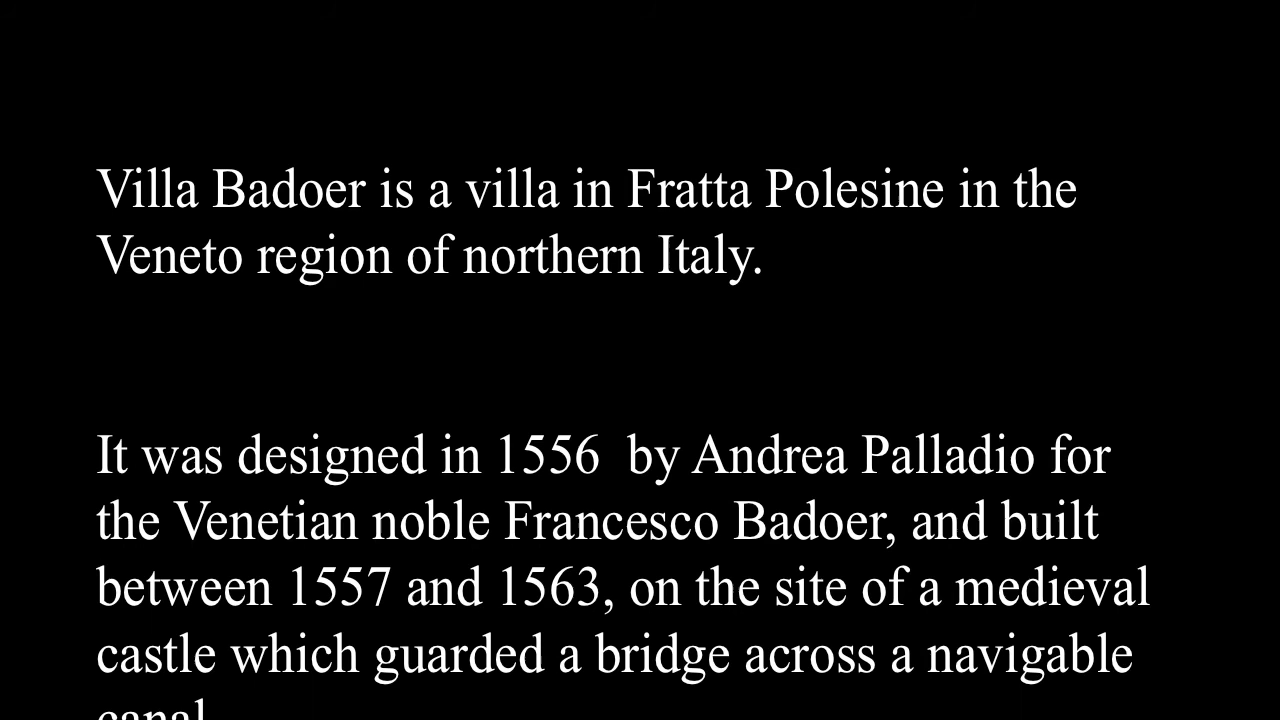 Villa Badoer is a villa in Fratta Polesine in the
Veneto region of northern Italy.
It was designed in 1556  by Andrea Palladio for
the Venetian noble Francesco Badoer, and built
between 1557 and 1563, on the site of a medieval
castle which guarded a bridge across a navigable
canal